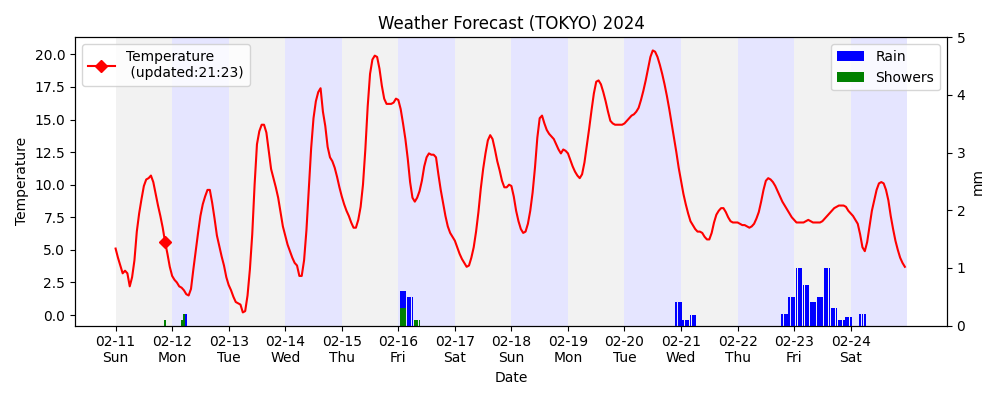 Weather Forecast (TOKYO) 2024
Temperature
(updated:21:23)
Rain
Showers
Temperature
20.0
17.5
15.0
12.5
10.0
7.5
5.0
2.5
0.0
5
4
3
2
1
0
mm
02-11 02-12 02-13 02-14 02-15 02-16 02-17 02-18 02-19 02-20 02-21 02-22 02-23 02-24
Sun Mon Tue Wed Thu Fri Sat Sun Mon Tue Wed Thu Fri Sat
Date